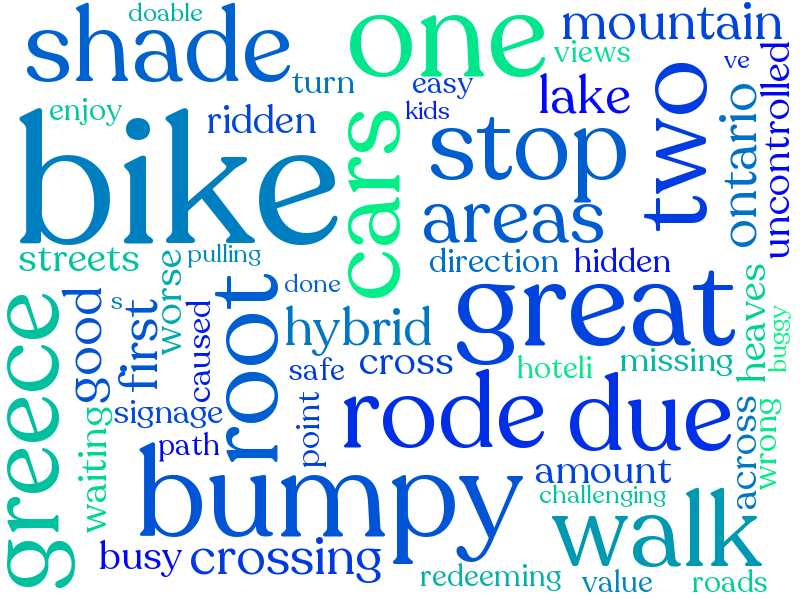 doable
shade
one
mountain
views
ve
turn
easy
kids
lake
two
uncontrolled
enjoy
ridden
bike
cars
stop
ontario
areas
streets
pulling
worse
direction
hidden
s
done
root
great
heaves
buggy
greece
good
first
caused
hybrid
cross
safe
hoteli
missing
signage
waiting
path
point
rode
due
across
wrong
bumpy
amount
challenging
walk
busy
crossing
redeeming
value
roads